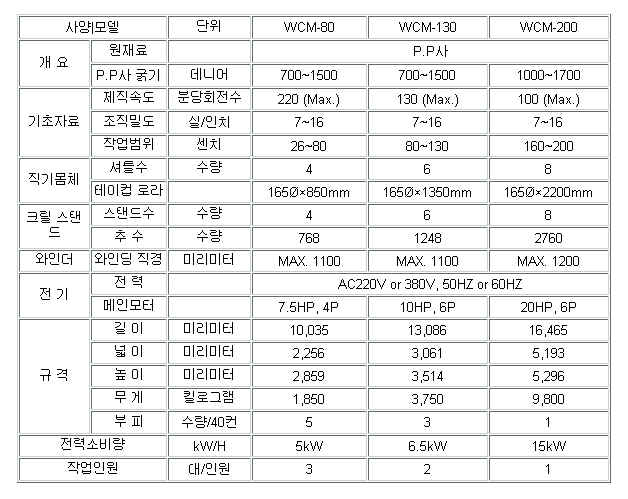 사양|모델 단위 WCM-80 WCM-130 WCM-200
개 요 원재료 P.P사
P.P사 굵기 데니어 700~1500 700~1500 1000~1700
기초자료 제직속도 분당회전수 220 (Max.) 130 (Max.) 100 (Max.)
조직밀도 실/인치 7~16 7~16 7~16
작업범위 센치 26~80 80~130 160~200
직기몸체 셔틀수 수량 4 6 8
테이컵 로라 165Ø×850mm 165Ø×1350mm 165Ø×2200mm
크릴 스탠드 스탠드수 수량 4 6 8
추 수 수량 768 1248 2760
와인더 와인딩 직경 미리미터 MAX. 1100 MAX. 1100 MAX. 1200
전 기 전 력 AC220V or 380V, 50HZ or 60HZ
메인모터 7.5HP, 4P 10HP, 6P 20HP, 6P
규 격 길 이 미리미터 10,035 13,086 16,465
넓 이 미리미터 2,256 3,061 5,193
높 이 미리미터 2,859 3,514 5,296
무 게 킬로그램 1,850 3,750 9,800
부 피 수량/40컨 5 3 1
전력소비량 kW/H 5kW 6.5kW 15kW
작업인원 대/인원 3 2 1